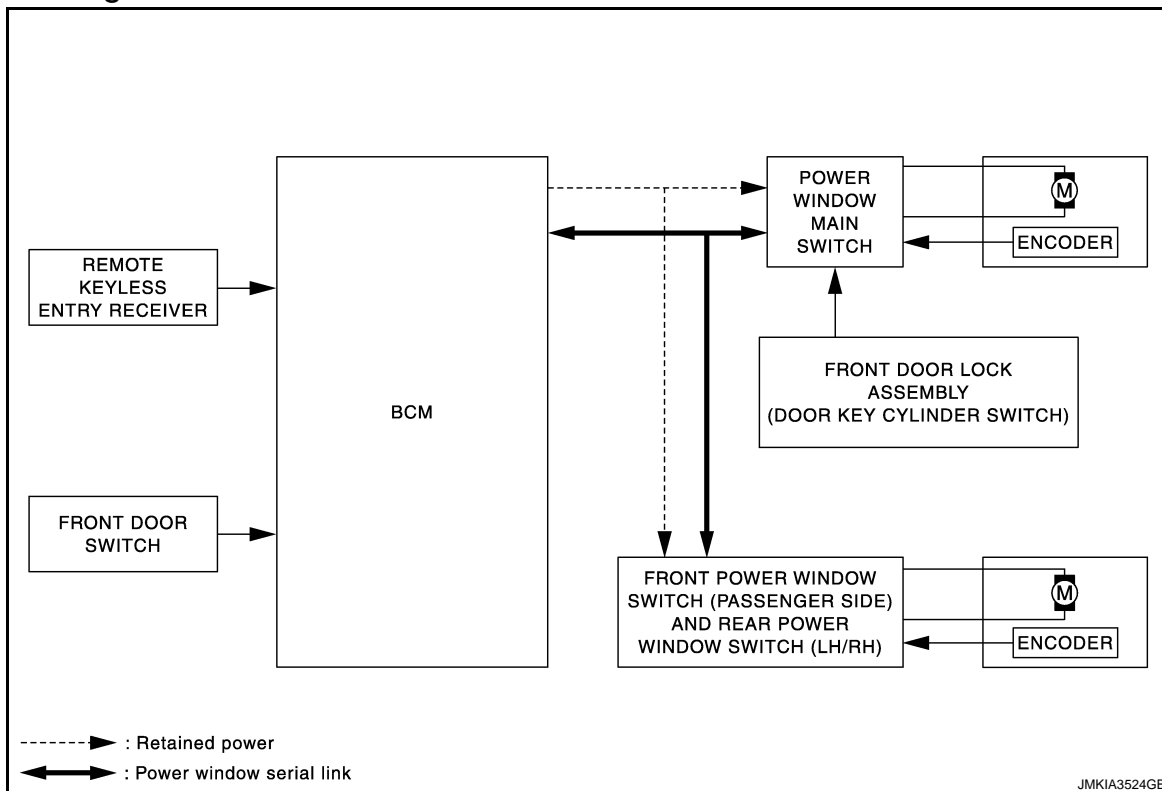 POWER
WINDOW
MAIN
SWITCH
M
ENCODER
REMOTE
KEYLESS
ENTRY RECEIVER
FRONT DOOR LOCK
ASSEMBLY
(DOOR KEY CYLINDER SWITCH)
BCM
FRONT DOOR
SWITCH
FRONT POWER WINDOW
SWITCH (PASSENGER SIDE)
AND REAR POWER
WINDOW SWITCH (LH/RH)
M
ENCODER
: Retained power
: Power window serial link
JMKIA3524GB